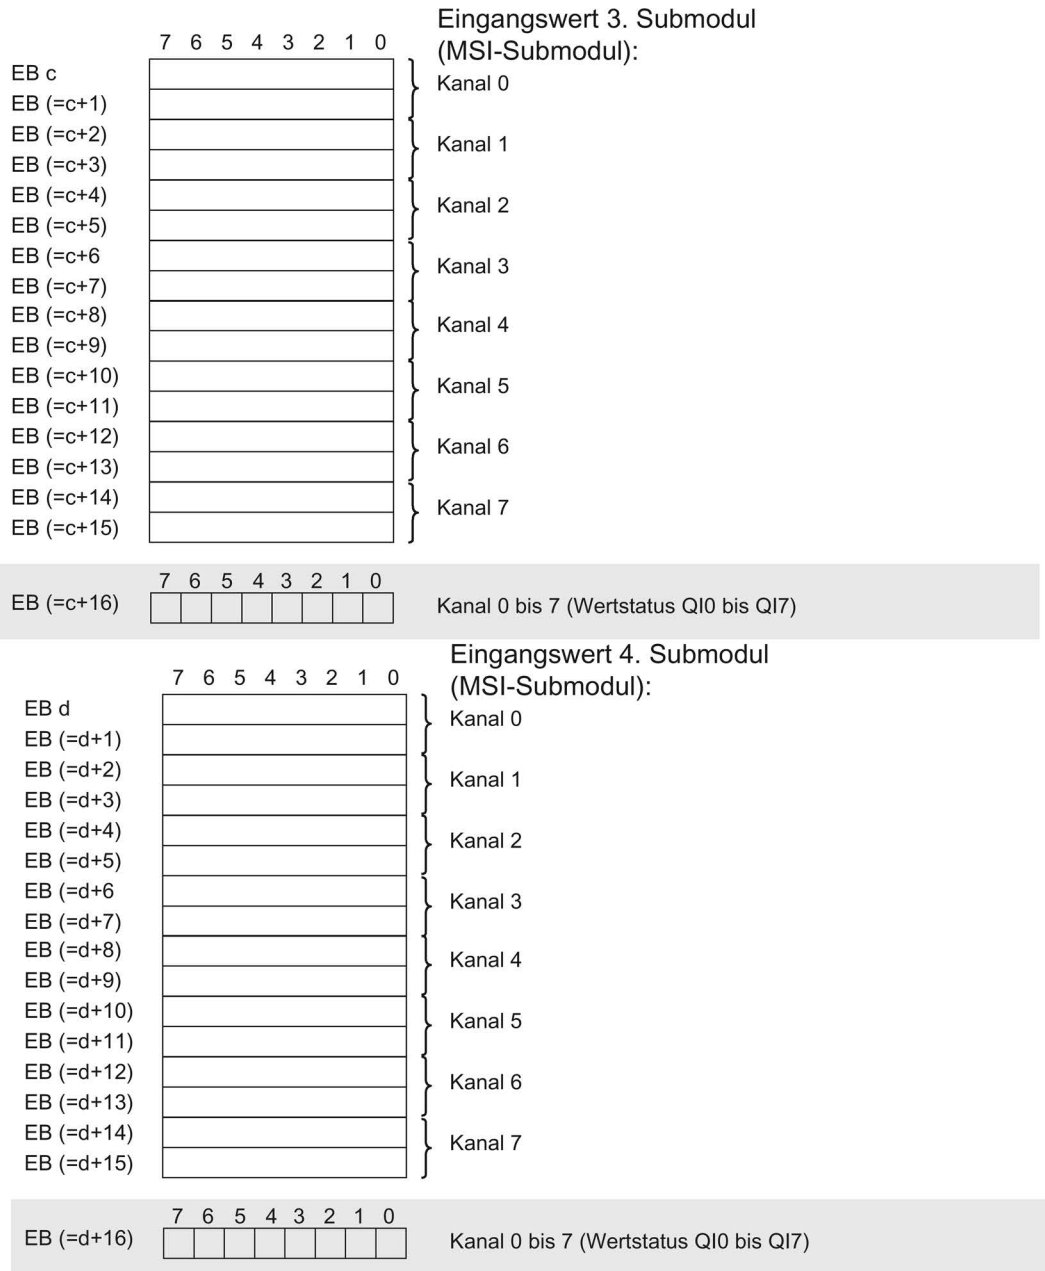 Eingangswert 3. Submodul
(MSI-Submodul):
7 6 5 4 3 2 1 0
EB c
Kanal 0
EB (=c+1)
EB (=c+2)
Kanal 1
EB (=c+3)
EB (=c+4)
Kanal 2
EB (=c+5)
EB (=c+6
Kanal 3
EB (=c+7)
EB (=c+8)
Kanal 4
EB (=c+9)
EB (=c+10)
Kanal 5
EB (=c+11)
EB (=c+12)
Kanal 6
EB (=c+13)
EB (=c+14)
Kanal 7
EB (=c+15)
7 6 5 4 3 2 1 0
EB (=c+16)
Kanal 0 bis 7 (Wertstatus QI0 bis QI7)
Eingangswert 4. Submodul
(MSI-Submodul):
7 6 5 4 3 2 1 0
EB d
Kanal 0
EB (=d+1)
EB (=d+2)
Kanal 1
EB (=d+3)
EB (=d+4)
Kanal 2
EB (=d+5)
EB (=d+6
Kanal 3
EB (=d+7)
EB (=d+8)
Kanal 4
EB (=d+9)
EB (=d+10)
Kanal 5
EB (=d+11)
EB (=d+12)
Kanal 6
EB (=d+13)
EB (=d+14)
Kanal 7
EB (=d+15)
7 6 5 4 3 2 1 0
EB (=d+16)
Kanal 0 bis 7 (Wertstatus QI0 bis QI7)